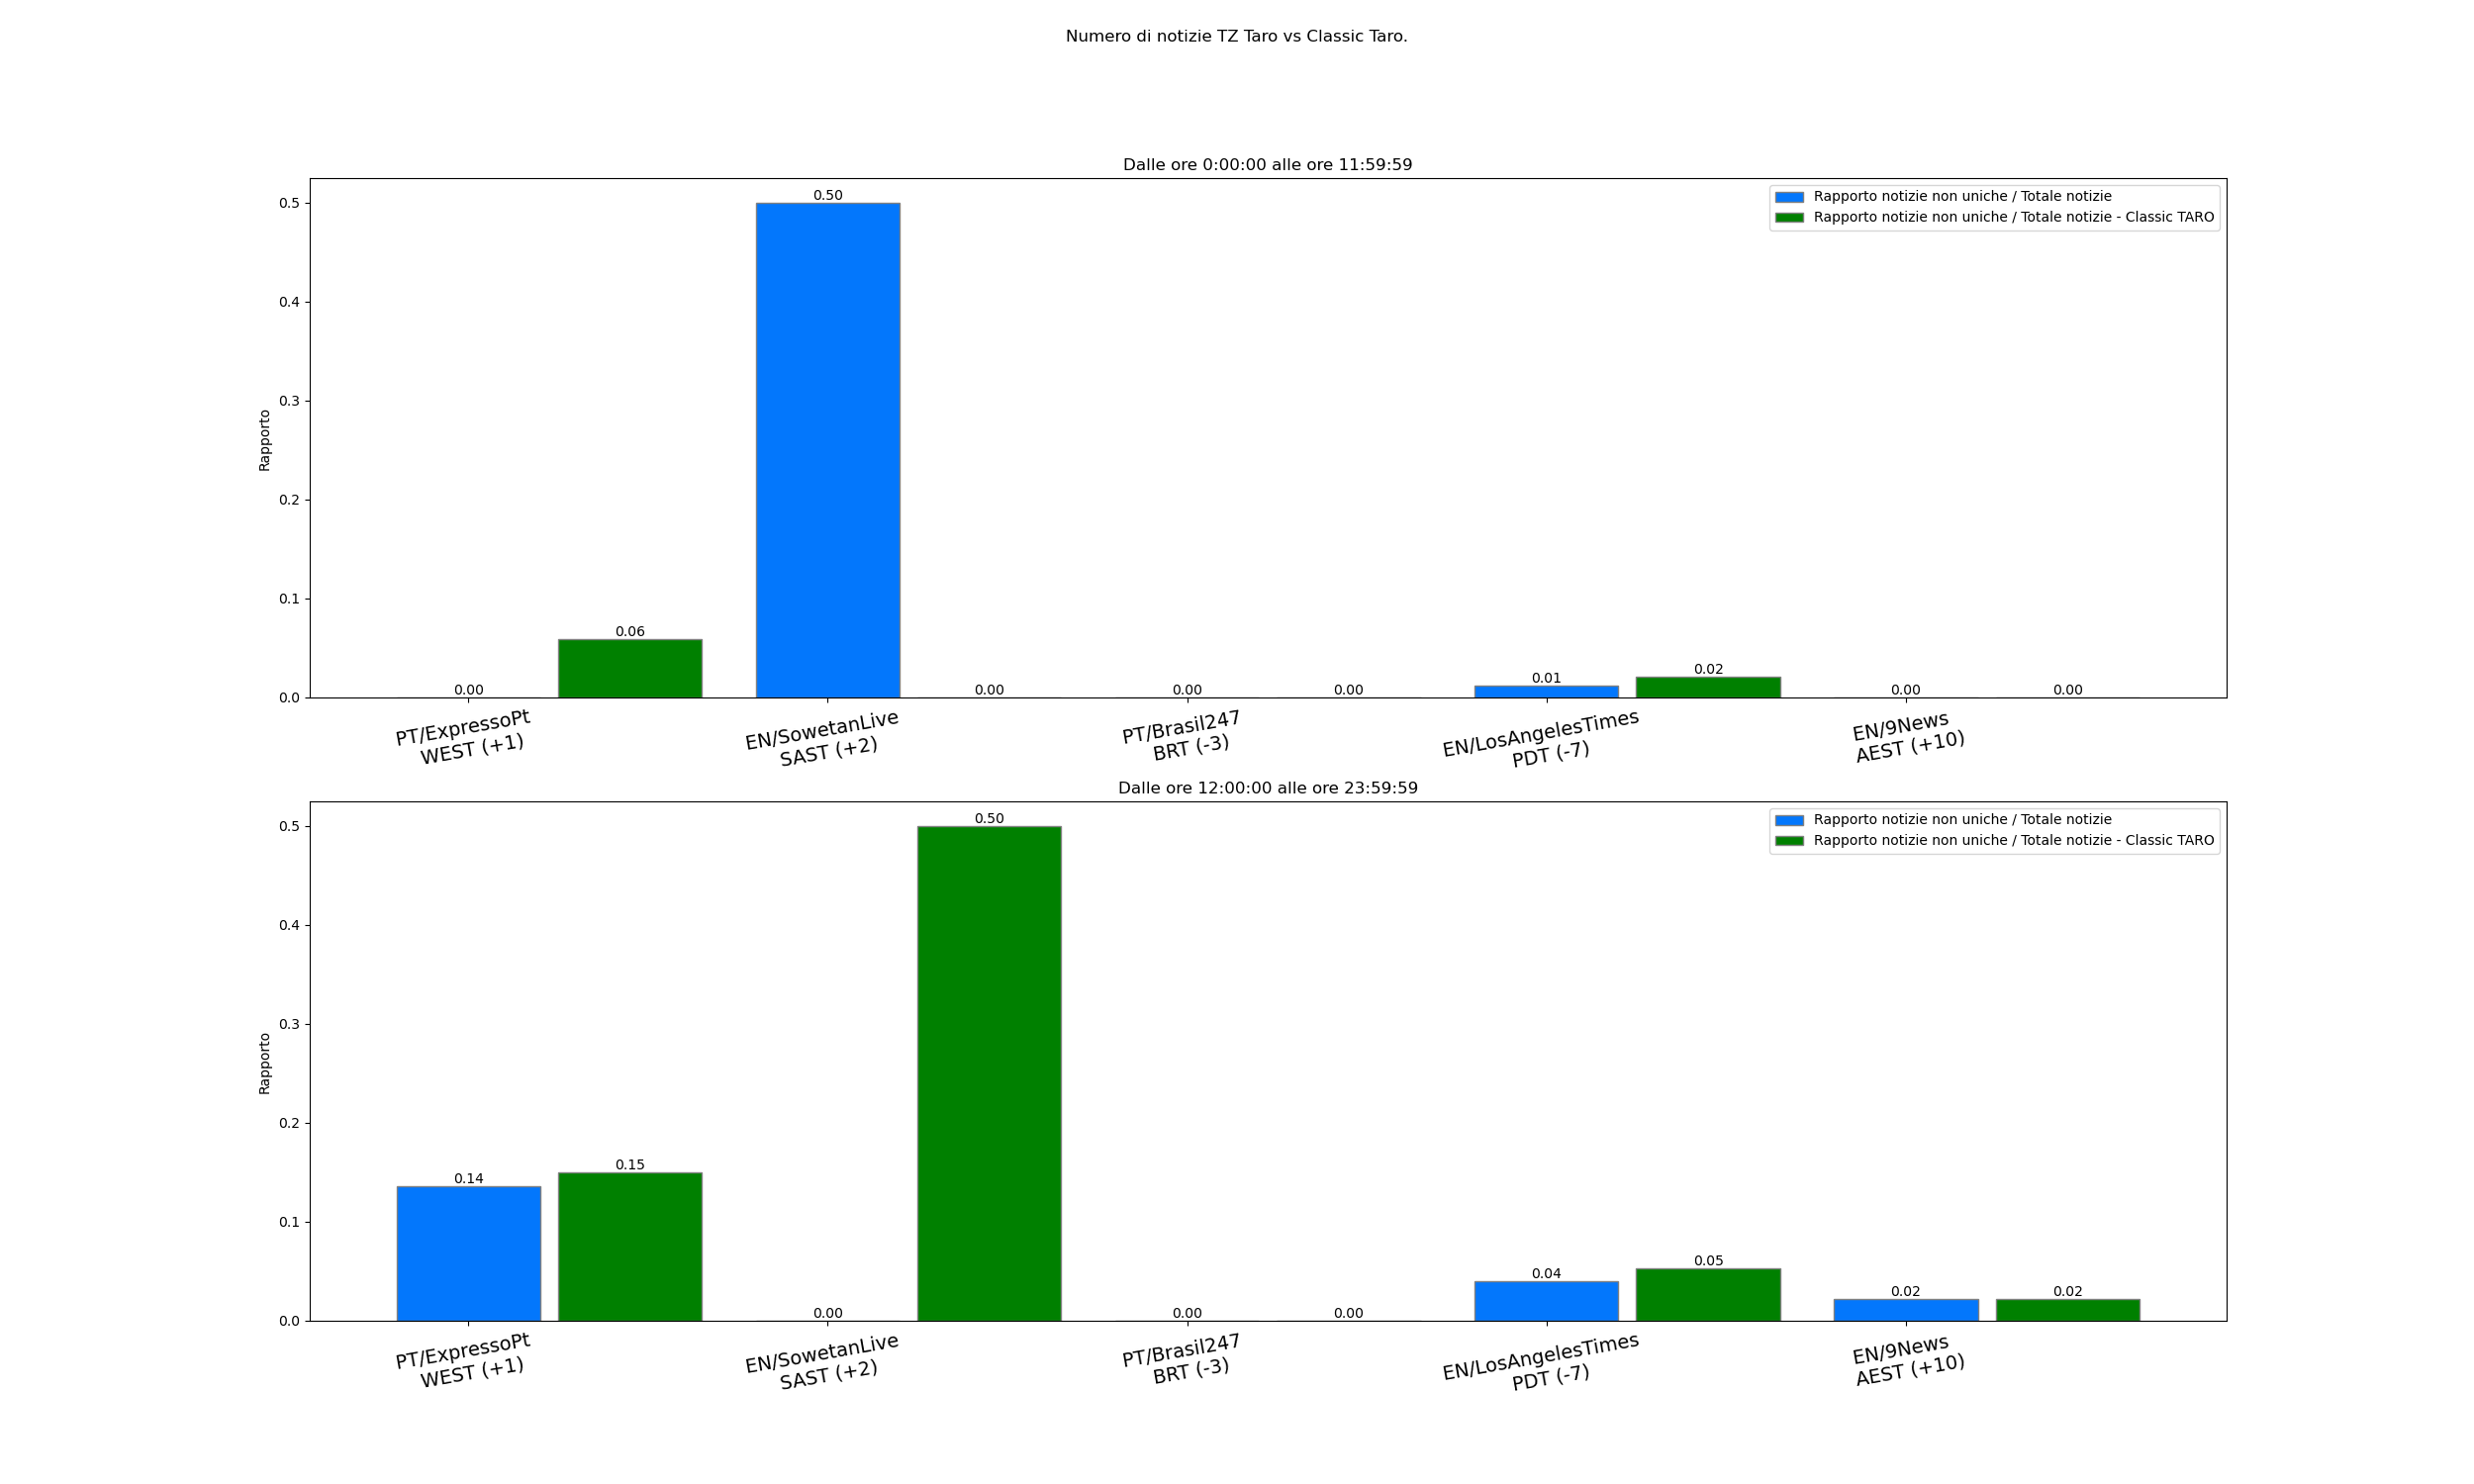 Numero di notizie TZ Taro vs Classic Taro.
Dalle ore 0:00:00 alle ore 11:59:59
Rapporto notizie non uniche / Totale notizie
Rapporto notizie non uniche / Totale notizie - Classic TARO
Rapporto
0.5
0.4
0.3
0.2
0.1
0.0
0.00
0.06
0.50
0.00
0.00
0.00
0.01
0.02
0.00
0.00
PT/ExpressoPt
WEST (+1)
EN/SowetanLive
SAST (+2)
PT/Brasil247
BRT (-3)
EN/LosAngelesTimes
PDT (-7)
EN/9News
AEST (+10)
Dalle ore 12:00:00 alle ore 23:59:59
Rapporto notizie non uniche / Totale notizie
Rapporto notizie non uniche / Totale notizie - Classic TARO
Rapporto
0.5
0.4
0.3
0.2
0.1
0.0
0.14
0.15
0.00
0.50
0.00
0.00
0.04
0.05
0.02
0.02
PT/ExpressoPt
WEST (+1)
EN/SowetanLive
SAST (+2)
PT/Brasil247
BRT (-3)
EN/LosAngelesTimes
PDT (-7)
EN/9News
AEST (+10)